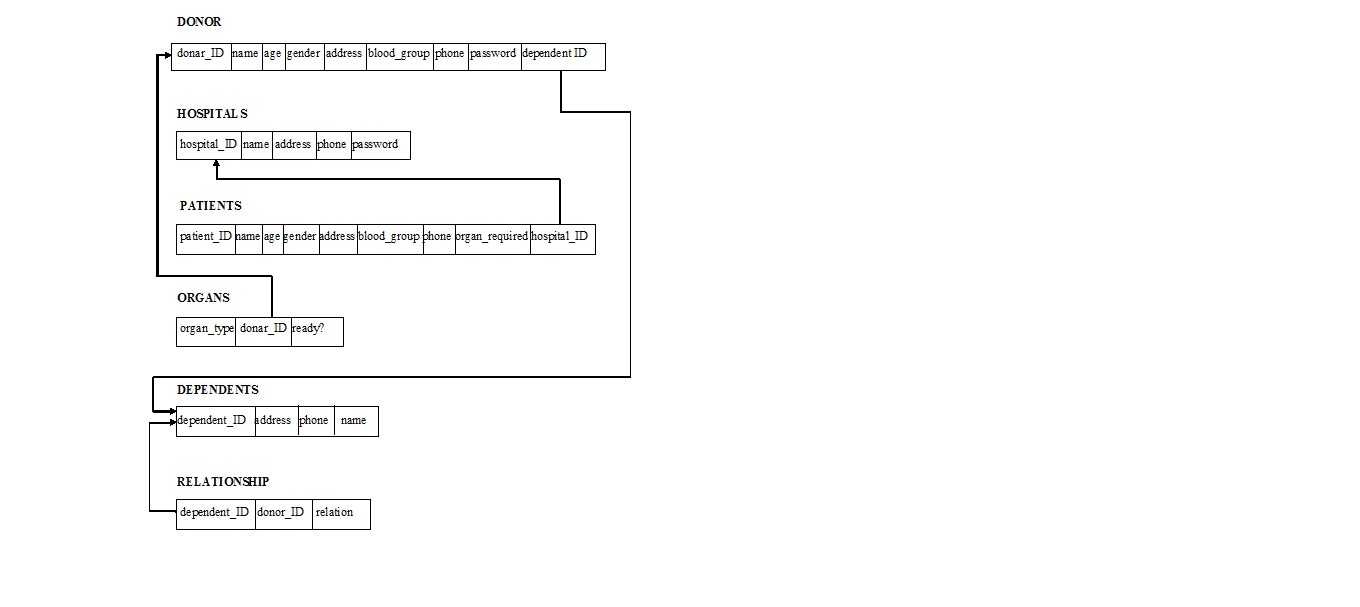 DONOR
donar_ID name age gender address blood_group phone password dependent ID
HOSPITALS
hospital_ID name address phone password
PATIENTS
patient_ID name age gender address blood_group phone organ_required hospital_ID
ORGANS
organ_type donar_ID ready?
DEPENDENTS
dependent_ID address phone name
RELATIONSHIP
dependent_ID donor_ID relation